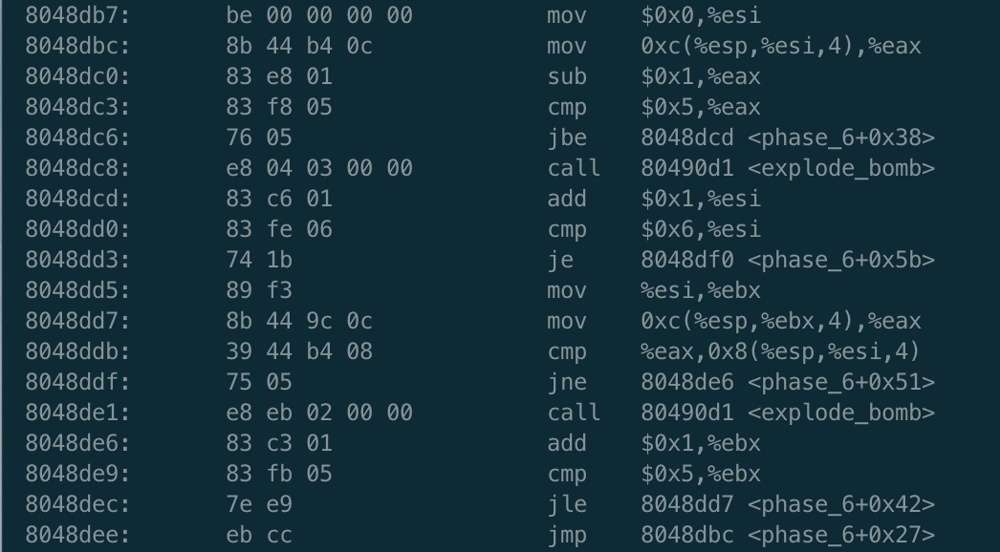 8048db7: be 00 00 00 00 mov $0x0,%esi
8048dbc: 8b 44 b4 0c mov 0xc(%esp,%esi,4),%eax
8048dc0: 83 e8 01 sub $0x1,%eax
8048dc3: 83 f8 05 cmp $0x5,%eax
8048dc6: 76 05 jbe 8048dcd <phase_6+0x38>
8048dc8: e8 04 03 00 00 call 80490d1 <explode_bomb>
8048dcd: 83 c6 01 add $0x1,%esi
8048dd0: 83 fe 06 cmp $0x6,%esi
8048dd3: 74 1b je 8048df0 <phase_6+0x5b>
8048dd5: 89 f3 mov %esi,%ebx
8048dd7: 8b 44 9c 0c mov 0xc(%esp,%ebx,4),%eax
8048ddb: 39 44 b4 08 cmp %eax,0x8(%esp,%esi,4)
8048ddf: 75 05 jne 8048de6 <phase_6+0x51>
8048de1: e8 eb 02 00 00 call 80490d1 <explode_bomb>
8048de6: 83 c3 01 add $0x1,%ebx
8048de9: 83 fb 05 cmp $0x5,%ebx
8048dec: 7e e9 jle 8048dd7 <phase_6+0x42>
8048dee: eb cc jmp 8048dbc <phase_6+0x27>